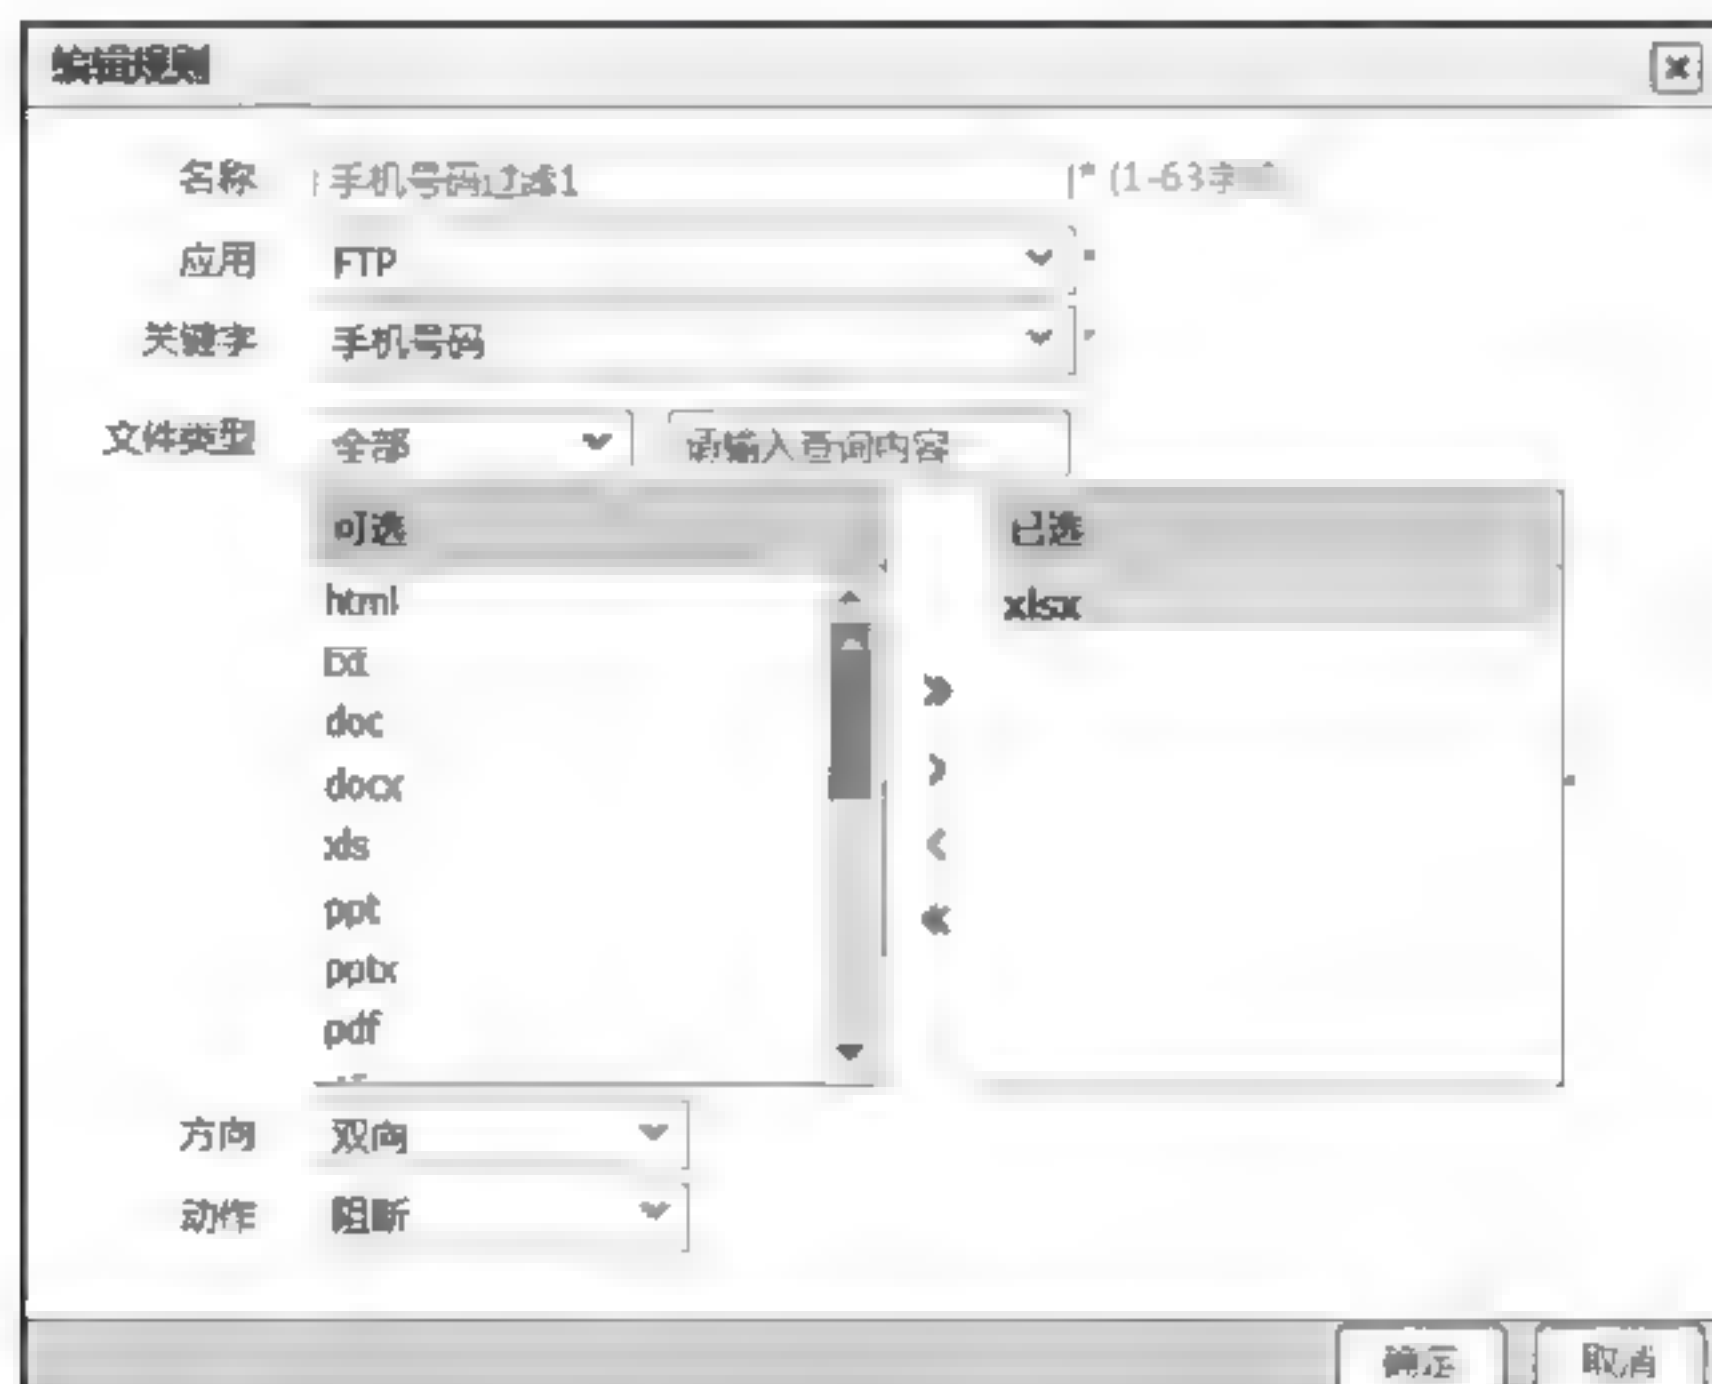 编辑规则
名称 手机号码过滤1 * (1-63字符)
应用 FTP *
关键字 手机号码 *
文件类型 全部 请输入查询内容
可选 已选
html xlsx
txt
doc
docx
xls
ppt
pptx
pdf
方向 双向
动作 阻断
确定 取消